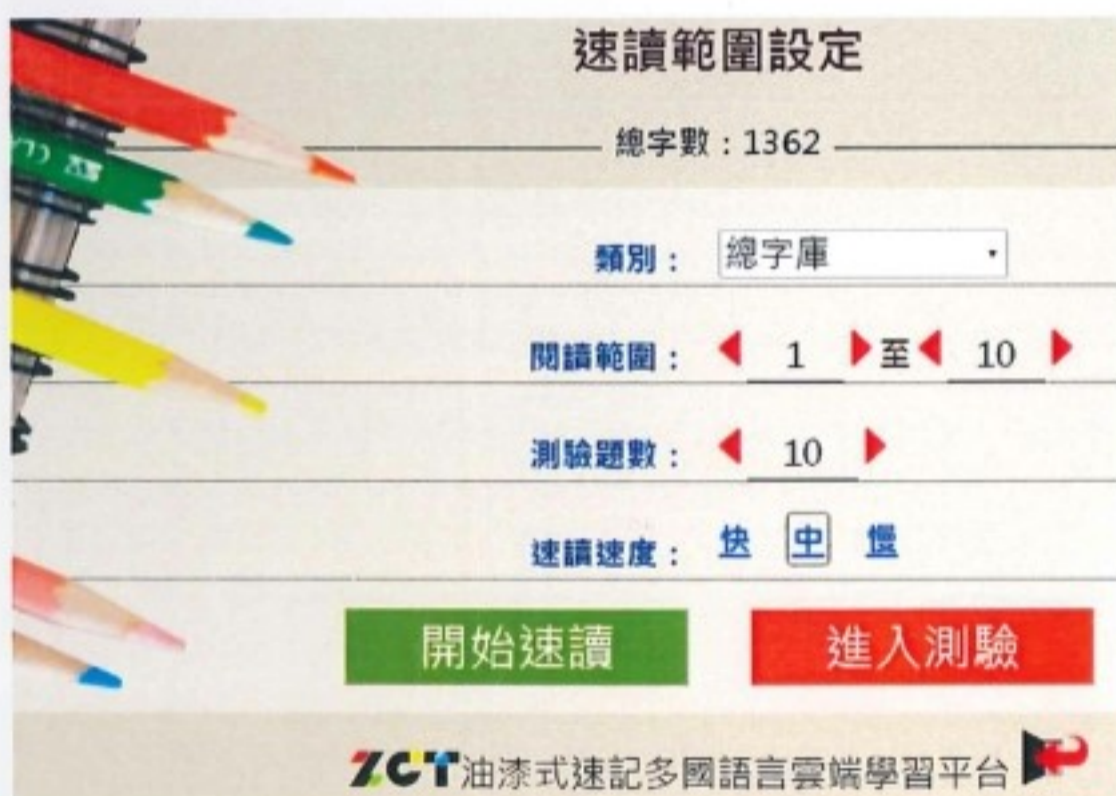 速讀範圍設定
總字數：1362
類別： 總字庫
閱讀範圍： 1 至 10
測驗題數： 10
速讀速度： 快 中 慢
開始速讀 進入測驗
ZCT油漆式速記多國語言雲端學習平台